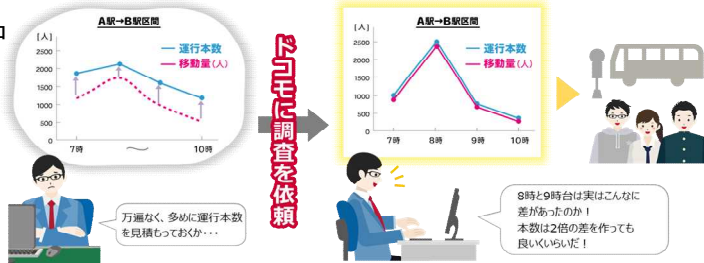 A駅→B駅区間
[人]
運行本数
移動量(人)
2500
2000
1500
1000
500
0
7時
〜
10時
万遍なく、多めに運行本数
を見積もっておくか・・・
ドコモに調査を依頼
A駅→B駅区間
[人]
運行本数
移動量(人)
2500
2000
1500
1000
500
0
7時
8時
9時
10時
8時と9時台は実はこんなに
差があったのか！
本数は2倍の差を作っても
良いくらいだ！